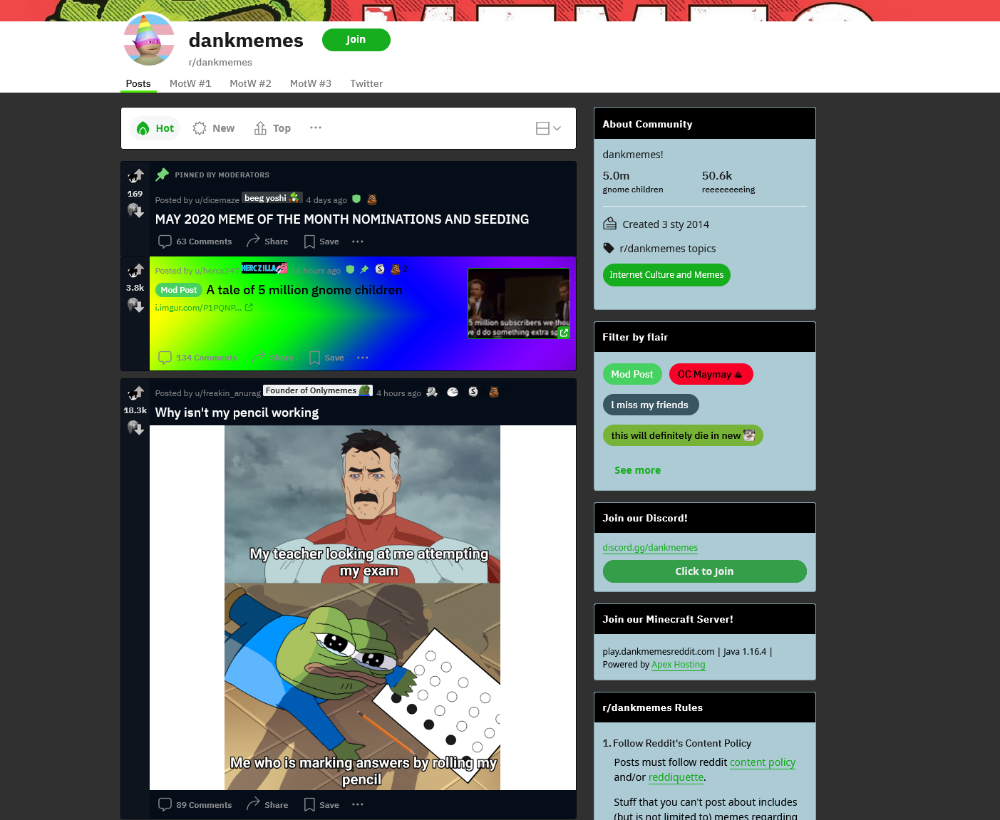 dankmemes
Join
r/dankmemes
Posts
MotW #1
MotW #2
MotW #3
Twitter
Hot
New
Top
PINNED BY MODERATORS
169
Posted by u/dicemaze beeg yoshi 4 days ago
MAY 2020 MEME OF THE MONTH NOMINATIONS AND SEEDING
63 Comments
Share
Save
3.8k
Posted by u/hercs247 HERCZILLA 16 hours ago 2
Mod Post A tale of 5 million gnome children
i.imgur.com/P1PQNP...
5 million subscribers we thou
we'd do something extra sp
134 Comments
Share
Save
18.3k
Posted by u/freakin_anurag Founder of Onlymemes 4 hours ago
Why isn't my pencil working
My teacher looking at me attempting
my exam
Me who is marking answers by rolling my
pencil
89 Comments
Share
Save
About Community
dankmemes!
5.0m
50.6k
gnome children
reeeeeeeeing
Created 3 sty 2014
r/dankmemes topics
Internet Culture and Memes
Filter by flair
Mod Post
OC Maymay
l miss my friends
this will definitely die in new
See more
Join our Discord!
discord.gg/dankmemes
Click to Join
Join our Minecraft Server!
play.dankmemesreddit.com | Java 1.16.4 |
Powered by Apex Hosting
r/dankmemes Rules
1. Follow Reddit's Content Policy
Posts must follow reddit content policy
and/or reddiquette.
Stuff that you can't post about includes
(but is not limited to) memes regarding